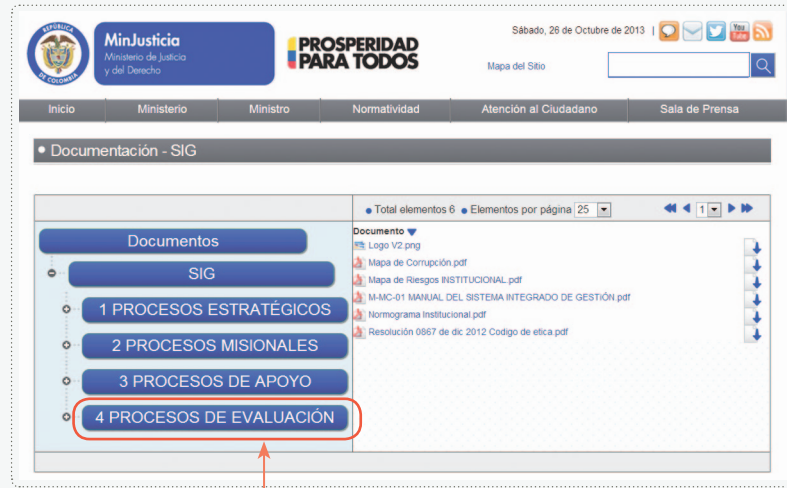 REPÚBLICA
DE COLOMBIA
MinJusticia
Ministerio de Justicia
y del Derecho
PROSPERIDAD
PARA TODOS
Sábado, 26 de Octubre de 2013 |
You
Tube
Mapa del Sitio
Inicio Ministerio Ministro Normatividad Atención al Ciudadano Sala de Prensa
• Documentación - SIG
Total elementos 6 Elementos por página 25 1
Documentos
SIG
1 PROCESOS ESTRATÉGICOS
2 PROCESOS MISIONALES
3 PROCESOS DE APOYO
4 PROCESOS DE EVALUACIÓN
Documento
Logo V2.png
Mapa de Corrupción.pdf
Mapa de Riesgos INSTITUCIONAL.pdf
M-MC-01 MANUAL DEL SISTEMA INTEGRADO DE GESTIÓN.pdf
Normograma Institucional.pdf
Resolución 0867 de dic 2012 Codigo de etica.pdf